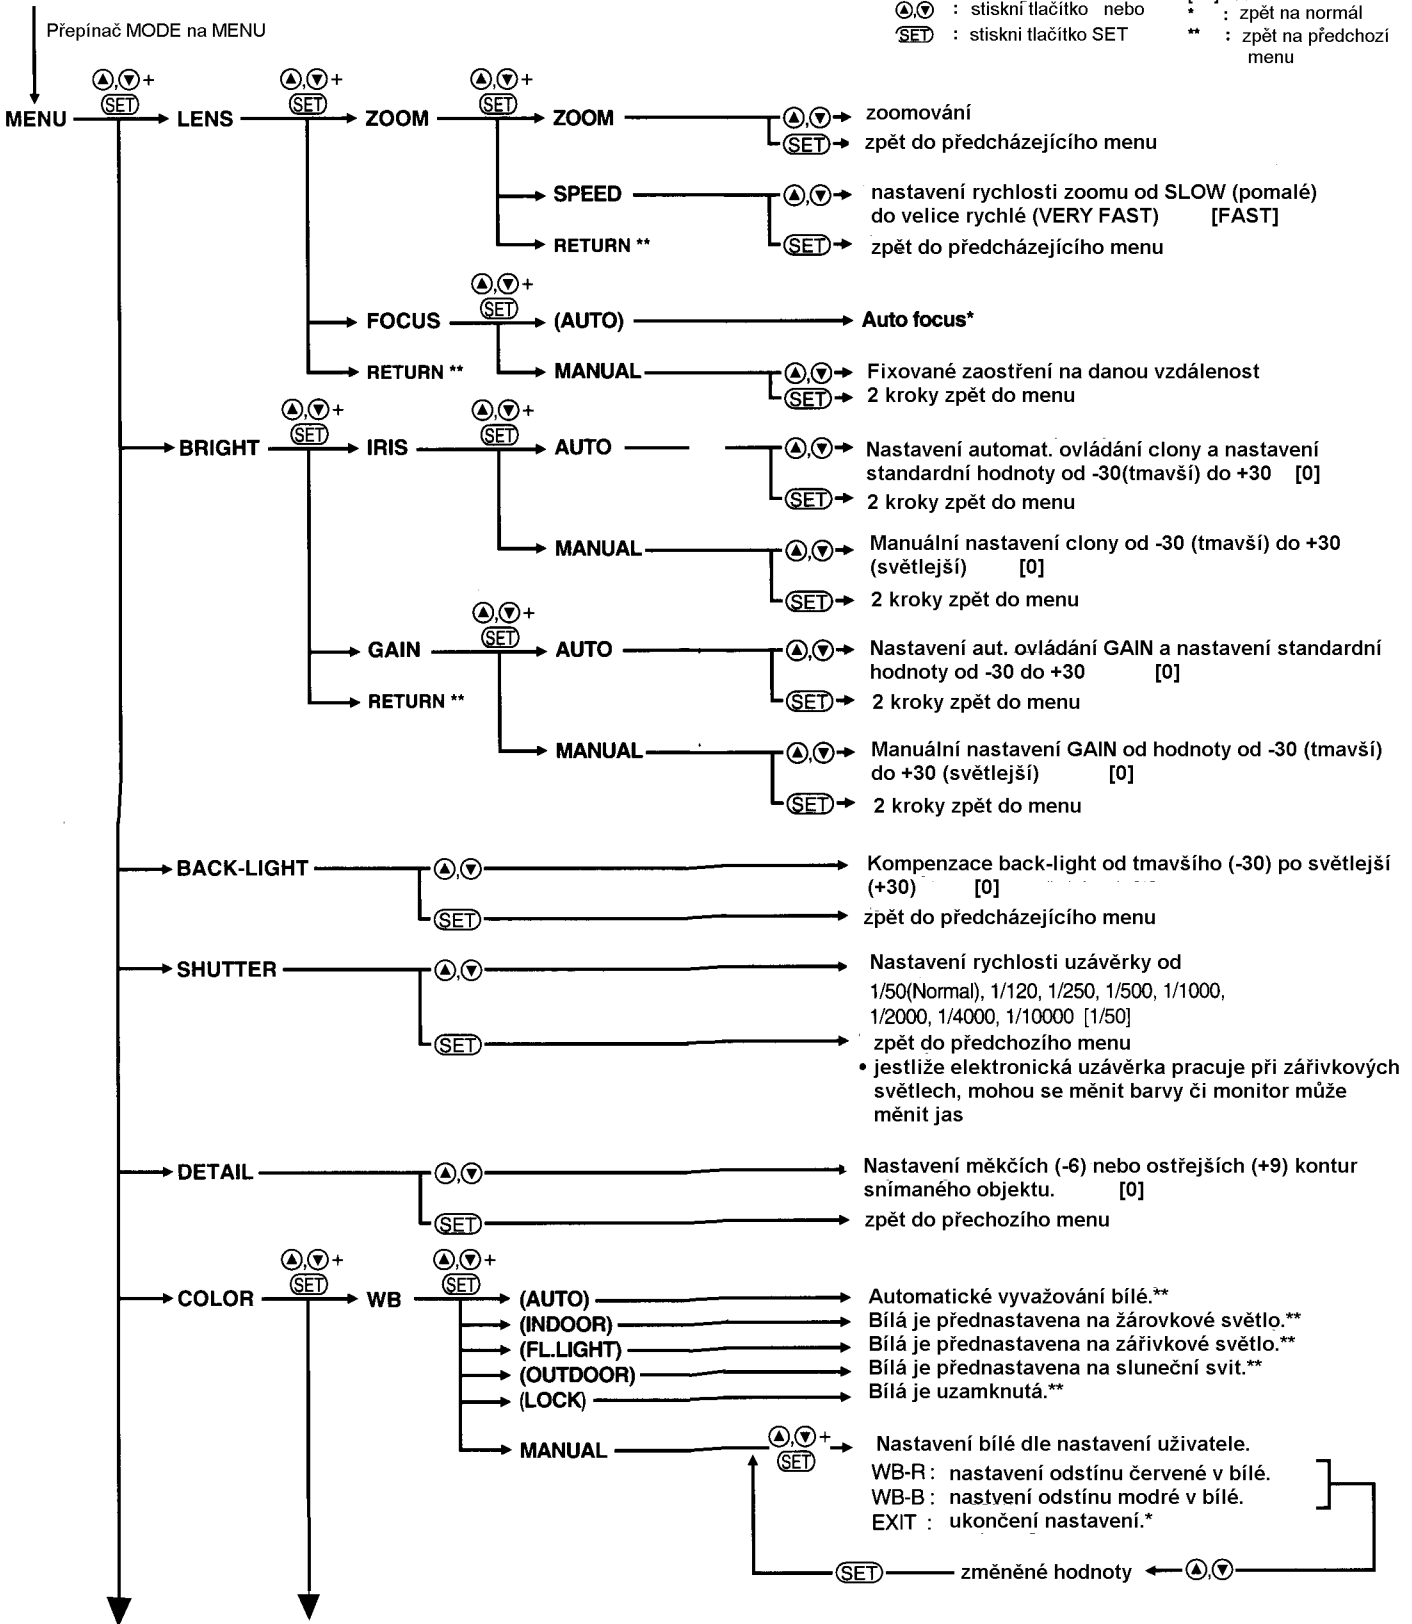 ▲,▼ : stiskni tlačítko nebo
* : zpět na normál
SET : stiskni tlačítko SET
** : zpět na předchozí
menu
Přepínač MODE na MENU
▲,▼+ ▲,▼+ ▲,▼+
SET SET SET
MENU LENS ZOOM ZOOM ▲,▼ zoomování
SET zpět do předcházejícího menu
SPEED ▲,▼ nastavení rychlosti zoomu od SLOW (pomalé)
do velice rychlé (VERY FAST) [FAST]
RETURN ** SET zpět do předcházejícího menu
▲,▼+
SET
FOCUS (AUTO) Auto focus*
RETURN ** MANUAL ▲,▼ Fixované zaostření na danou vzdálenost
SET 2 kroky zpět do menu
▲,▼+ ▲,▼+
SET SET
BRIGHT IRIS AUTO ▲,▼ Nastavení automat. ovládání clony a nastavení
standardní hodnoty od -30(tmavší) do +30 [0]
SET 2 kroky zpět do menu
MANUAL ▲,▼ Manuální nastavení clony od -30 (tmavší) do +30
(světlejší) [0]
SET 2 kroky zpět do menu
▲,▼+
SET
GAIN AUTO ▲,▼ Nastavení aut. ovládání GAIN a nastavení standardní
hodnoty od -30 do +30 [0]
RETURN ** SET 2 kroky zpět do menu
MANUAL ▲,▼ Manuální nastavení GAIN od hodnoty od -30 (tmavší)
do +30 (světlejší) [0]
SET 2 kroky zpět do menu
BACK-LIGHT ▲,▼ Kompenzace back-light od tmavšího (-30) po světlejší
(+30) [0]
SET zpět do předcházejícího menu
SHUTTER ▲,▼ Nastavení rychlosti uzávěrky od
1/50(Normal), 1/120, 1/250, 1/500, 1/1000,
1/2000, 1/4000, 1/10000 [1/50]
SET zpět do předchozího menu
• jestliže elektronická uzávěrka pracuje při zářivkových
světlech, mohou se měnit barvy či monitor může
měnit jas
DETAIL ▲,▼ Nastavení měkčích (-6) nebo ostřejších (+9) kontur
snímaného objektu. [0]
SET zpět do přechozího menu
▲,▼+ ▲,▼+
SET SET
COLOR WB (AUTO) Automatické vyvažování bílé.**
(INDOOR) Bílá je přednastavena na žárovkové světlo.**
(FL.LIGHT) Bílá je přednastavena na zářivkové světlo.**
(OUTDOOR) Bílá je přednastavena na sluneční svit.**
(LOCK) Bílá je uzamknutá.**
MANUAL ▲,▼+ Nastavení bílé dle nastavení uživatele.
SET
WB-R : nastavení odstínu červené v bílé.
WB-B : nastvení odstínu modré v bílé.
EXIT : ukončení nastavení.*
SET změněné hodnoty ▲,▼